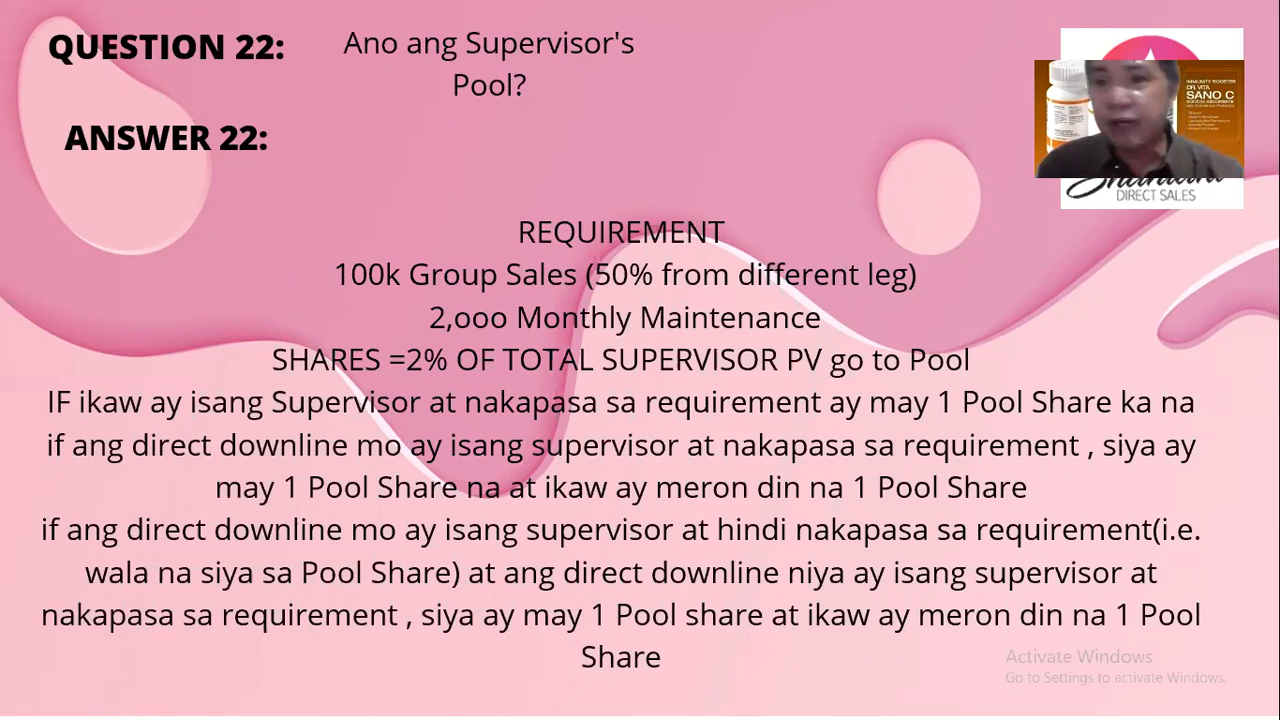 QUESTION 22:
Ano ang Supervisor's
Pool?
ANSWER 22:
IMMUNITY BOOSTER
DR. VITA
SANO C
SODIUM ASCORBATE
DIRECT SALES
REQUIREMENT
100k Group Sales (50% from different leg)
2,ooo Monthly Maintenance
SHARES =2% OF TOTAL SUPERVISOR PV go to Pool
IF ikaw ay isang Supervisor at nakapasa sa requirement ay may 1 Pool Share ka na
if ang direct downline mo ay isang supervisor at nakapasa sa requirement , siya ay
may 1 Pool Share na at ikaw ay meron din na 1 Pool Share
if ang direct downline mo ay isang supervisor at hindi nakapasa sa requirement(i.e.
wala na siya sa Pool Share) at ang direct downline niya ay isang supervisor at
nakapasa sa requirement , siya ay may 1 Pool share at ikaw ay meron din na 1 Pool
Share
Activate Windows
Go to Settings to activate Windows.